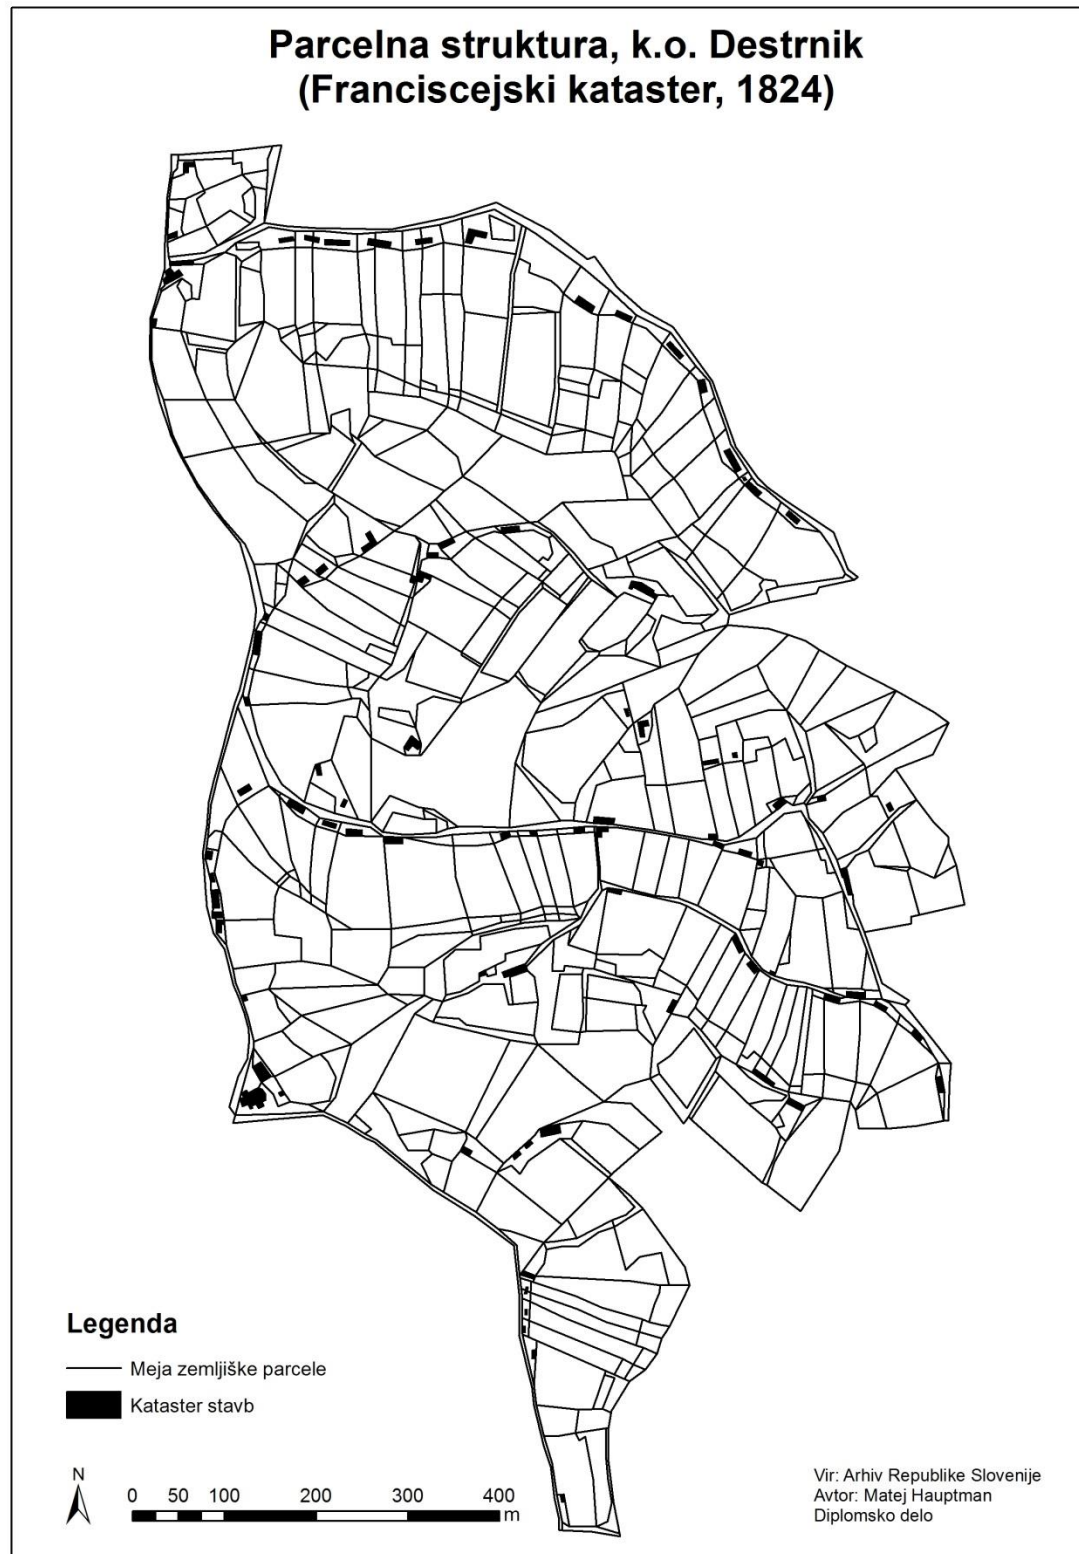 Parcelna struktura, k.o. Destrnik
(Franciscejski kataster, 1824)
Legenda
Meja zemljiške parcele
Kataster stavb
N
0 50 100 200 300 400
m
Vir: Arhiv Republike Slovenije
Avtor: Matej Hauptman
Diplomsko delo